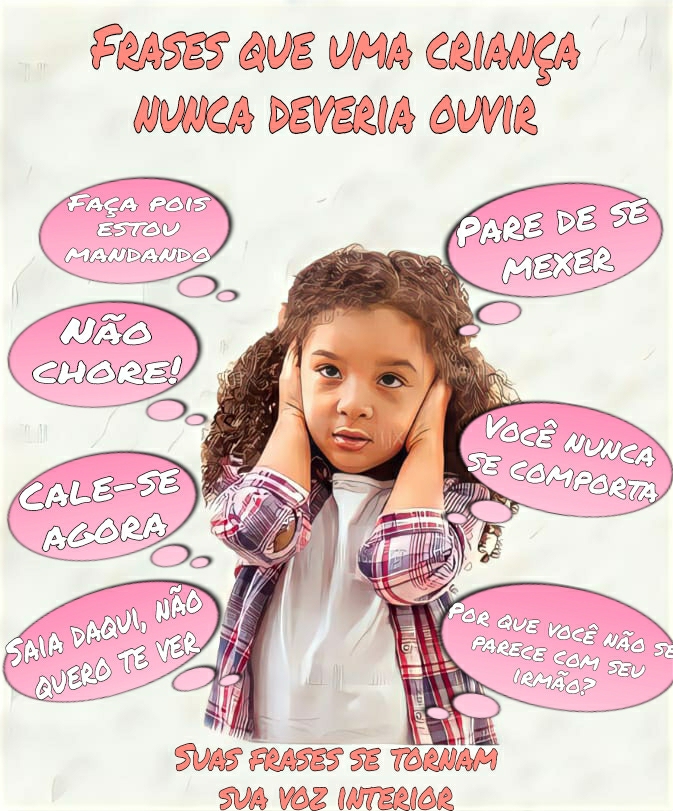 Frases que uma criança
nunca deveria ouvir
Faça pois
estou
mandando
Pare de se
mexer
Não
chore!
Você nunca
se comporta
Cale-se
agora
Saia daqui, não
quero te ver
Por que você não se
parece com seu
irmão?
Suas frases se tornam
sua voz interior